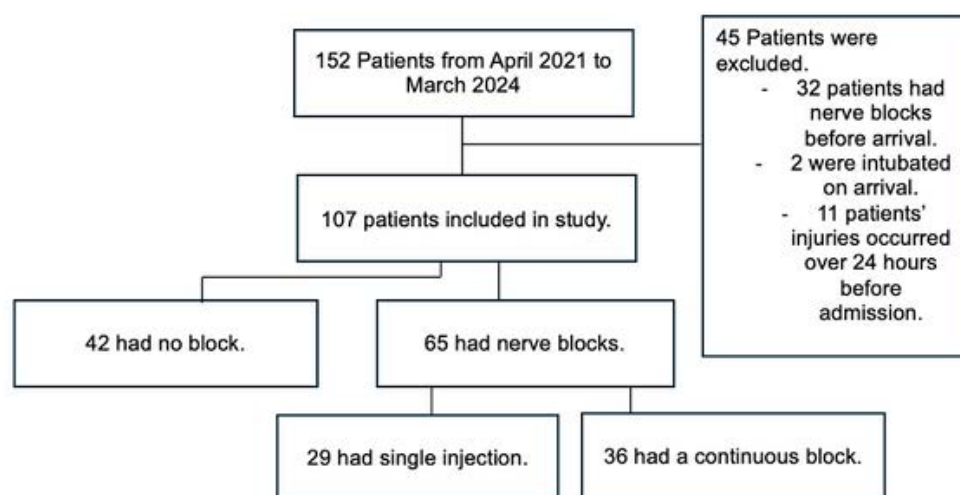 152 Patients from April 2021 to
March 2024
45 Patients were
excluded.
- 32 patients had
nerve blocks
before arrival.
- 2 were intubated
on arrival.
- 11 patients’
injuries occurred
over 24 hours
before
admission.
107 patients included in study.
42 had no block.
65 had nerve blocks.
29 had single injection.
36 had a continuous block.